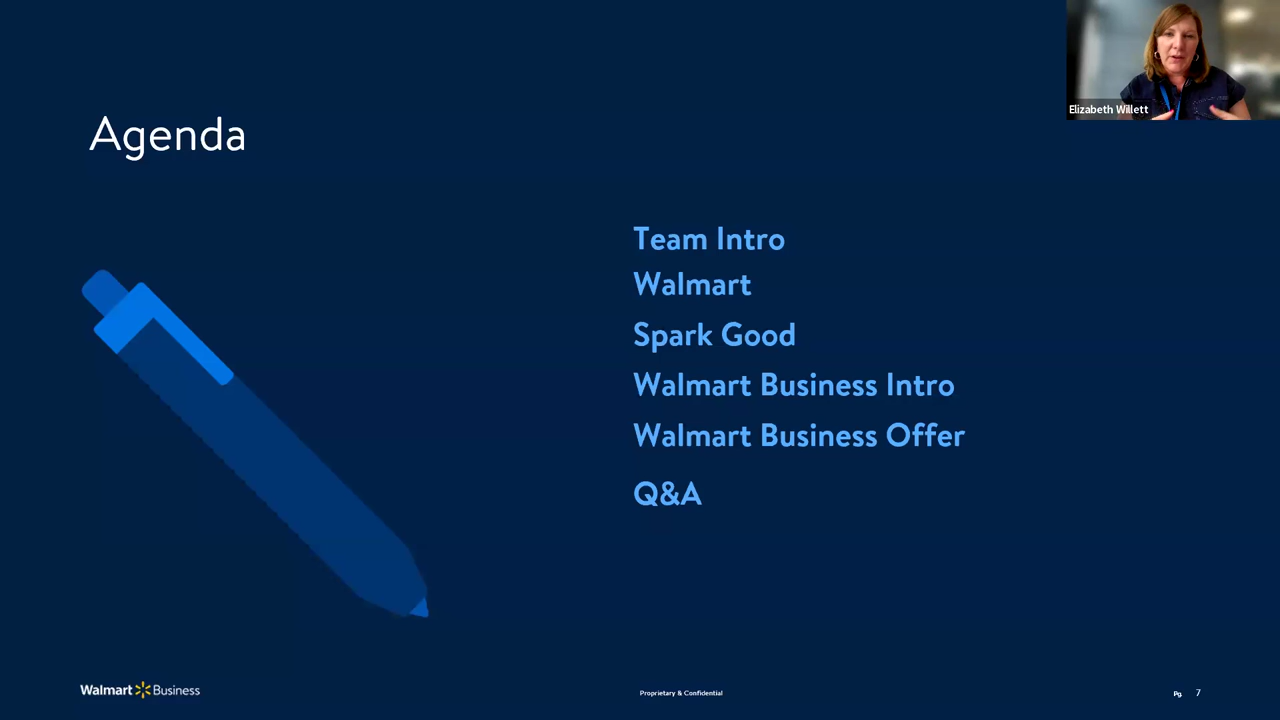 Elizabeth Willett
Agenda
Team Intro
Walmart
Spark Good
Walmart Business Intro
Walmart Business Offer
Q&A
Walmart Business
Proprietary & Confidential
Pg. 7